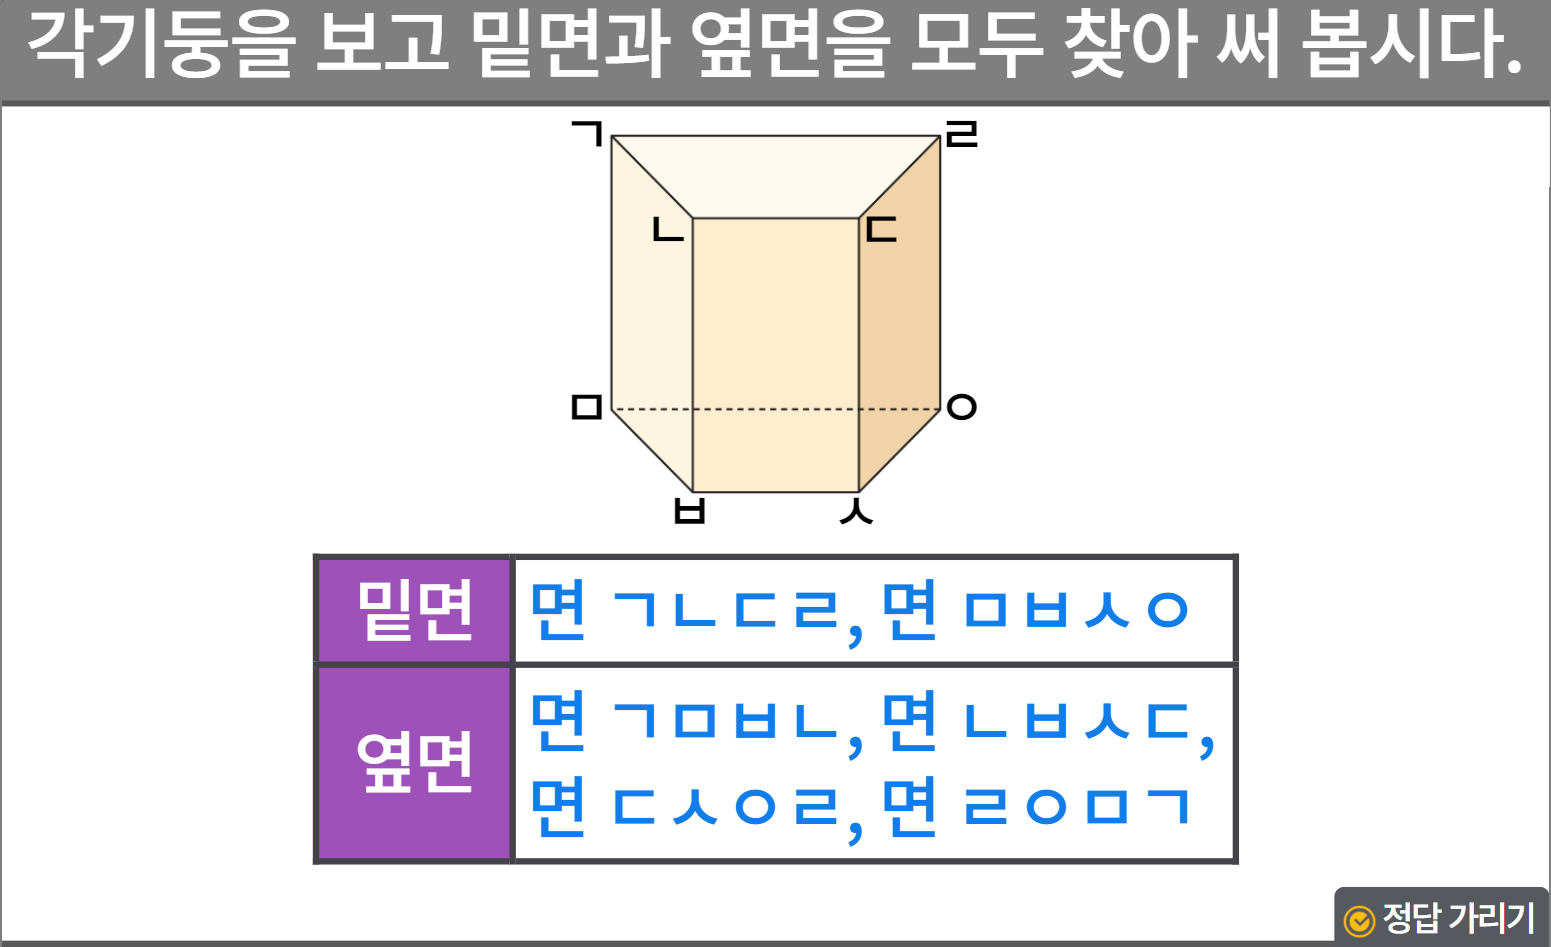 각기둥을 보고 밑면과 옆면을 모두 찾아 써 봅시다.
ㄱ ㄹ
ㄴ ㄷ
ㅁ ㅇ
ㅂ ㅅ
밑면 면 ㄱㄴㄷㄹ, 면 ㅁㅂㅅㅇ
옆면 면 ㄱㅁㅂㄴ, 면 ㄴㅂㅅㄷ,
면 ㄷㅅㅇㄹ, 면 ㄹㅇㅁㄱ
정답 가리기